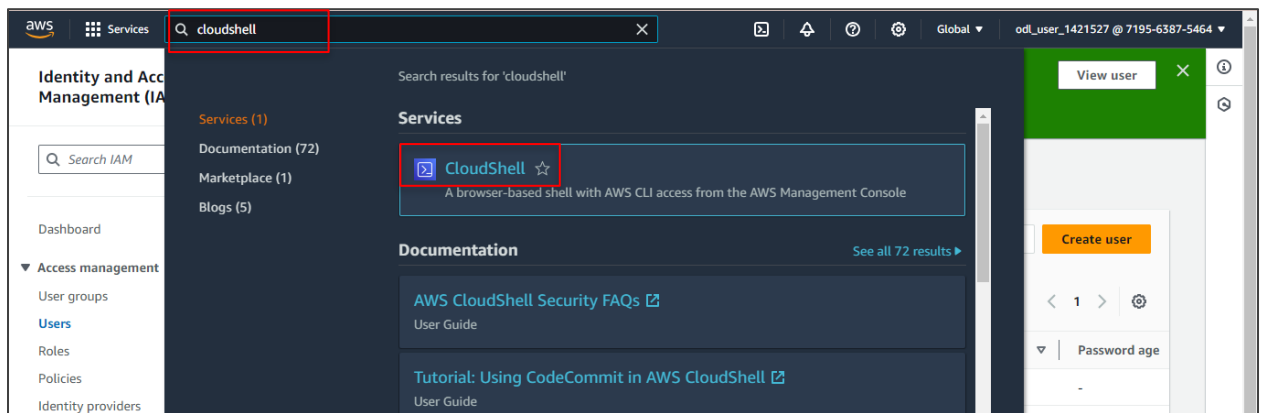 aws
Services
cloudshell
Global
odl_user_1421527 @ 7195-6387-5464
Identity and Acc
Management (IA
Search IAM
Dashboard
Access management
User groups
Users
Roles
Policies
Identity providers
Search results for 'cloudshell'
Services (1)
Documentation (72)
Marketplace (1)
Blogs (5)
Services
CloudShell
A browser-based shell with AWS CLI access from the AWS Management Console
Documentation
See all 72 results
AWS CloudShell Security FAQs
User Guide
Tutorial: Using CodeCommit in AWS CloudShell
User Guide
View user
Create user
1
Password age
-